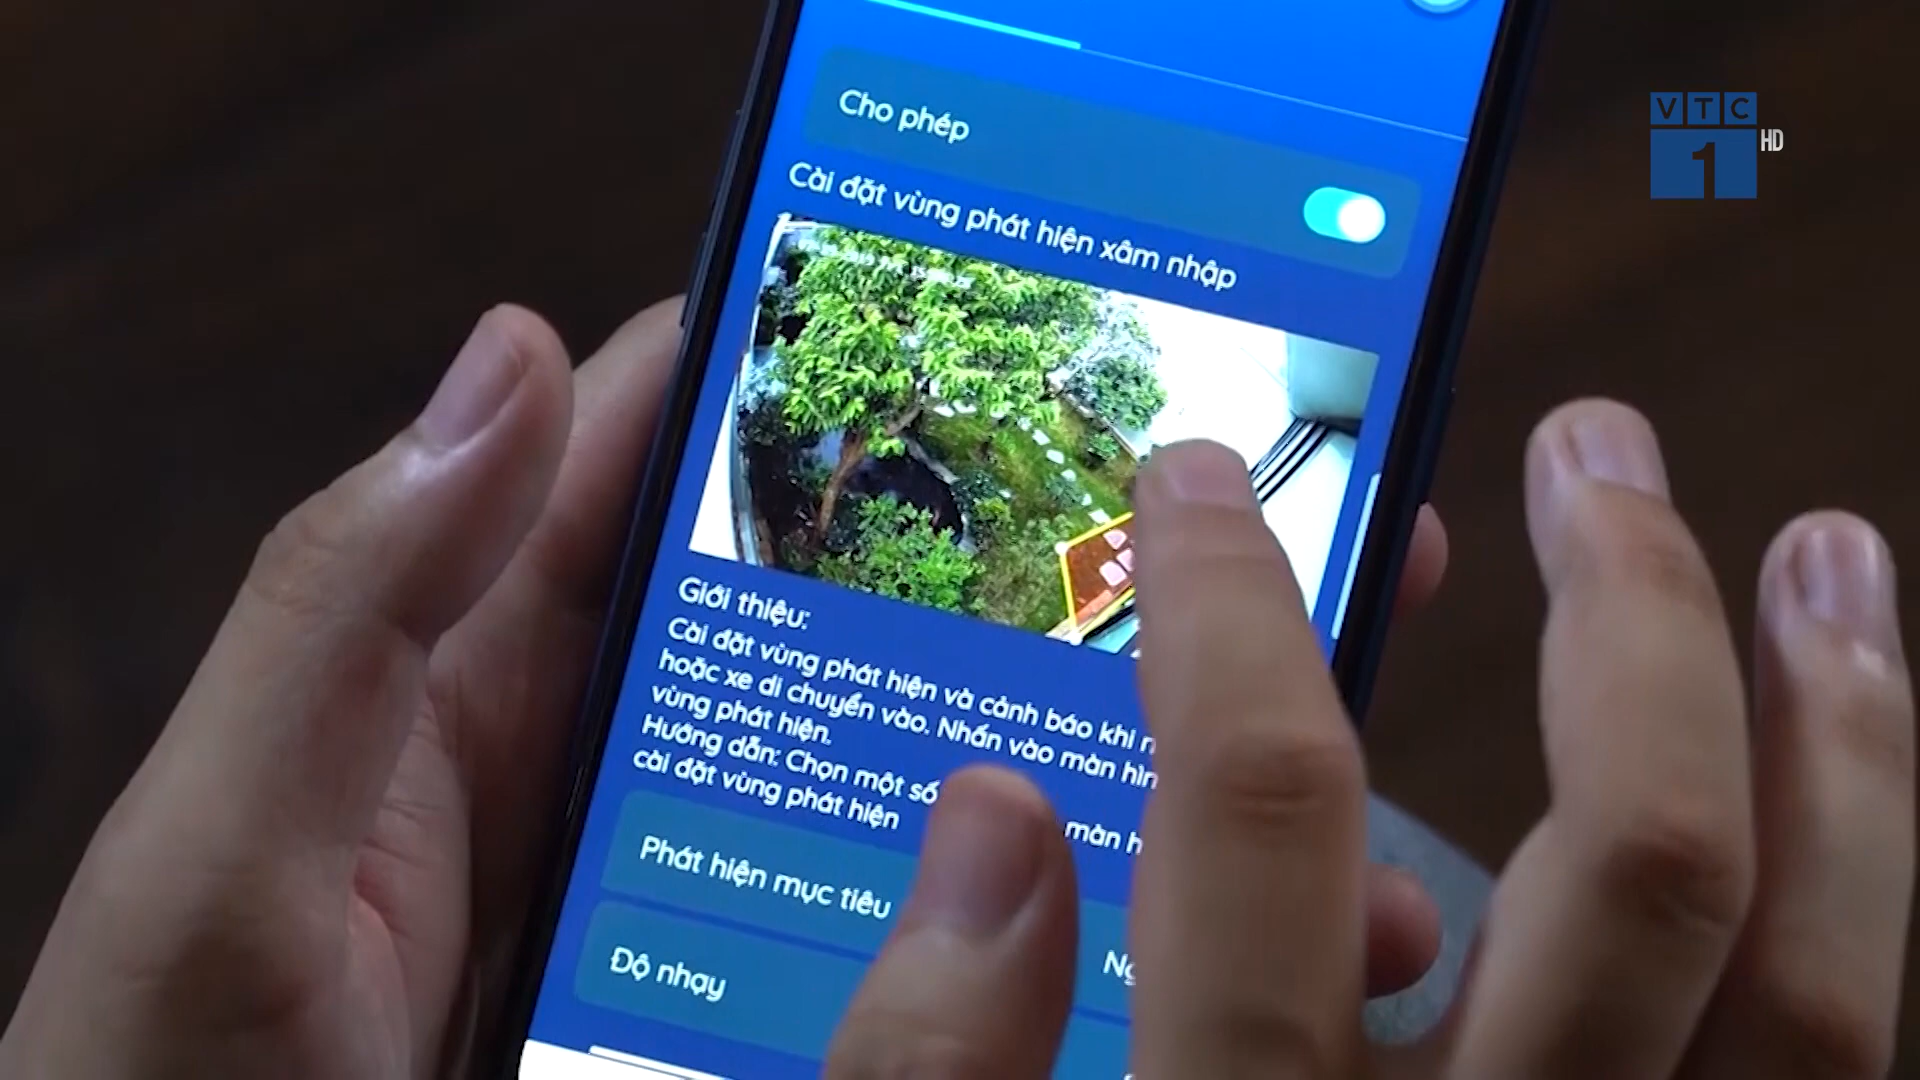 VTC
1
HD
Cho phép
Cài đặt vùng phát hiện xâm nhập
Giới thiệu:
Cài đặt vùng phát hiện và cảnh báo khi
hoặc xe di chuyển vào. Nhấn vào màn
vùng phát hiện.
Hướng dẫn: Chọn một số màn
cài đặt vùng phát hiện
Phát hiện mục tiêu
Độ nhạy